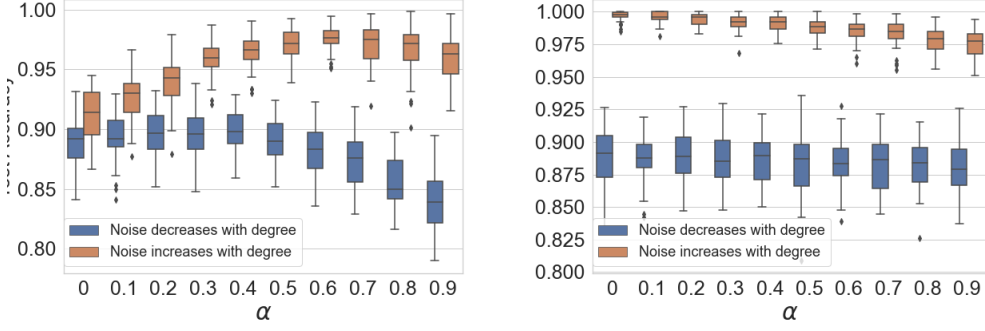 1.00
0.95
0.90
0.85
0.80
Noise decreases with degree
Noise increases with degree
0 0.1 0.2 0.3 0.4 0.5 0.6 0.7 0.8 0.9
α
1.000
0.975
0.950
0.925
0.900
0.875
0.850
0.825
0.800
Noise decreases with degree
Noise increases with degree
0 0.1 0.2 0.3 0.4 0.5 0.6 0.7 0.8 0.9
α